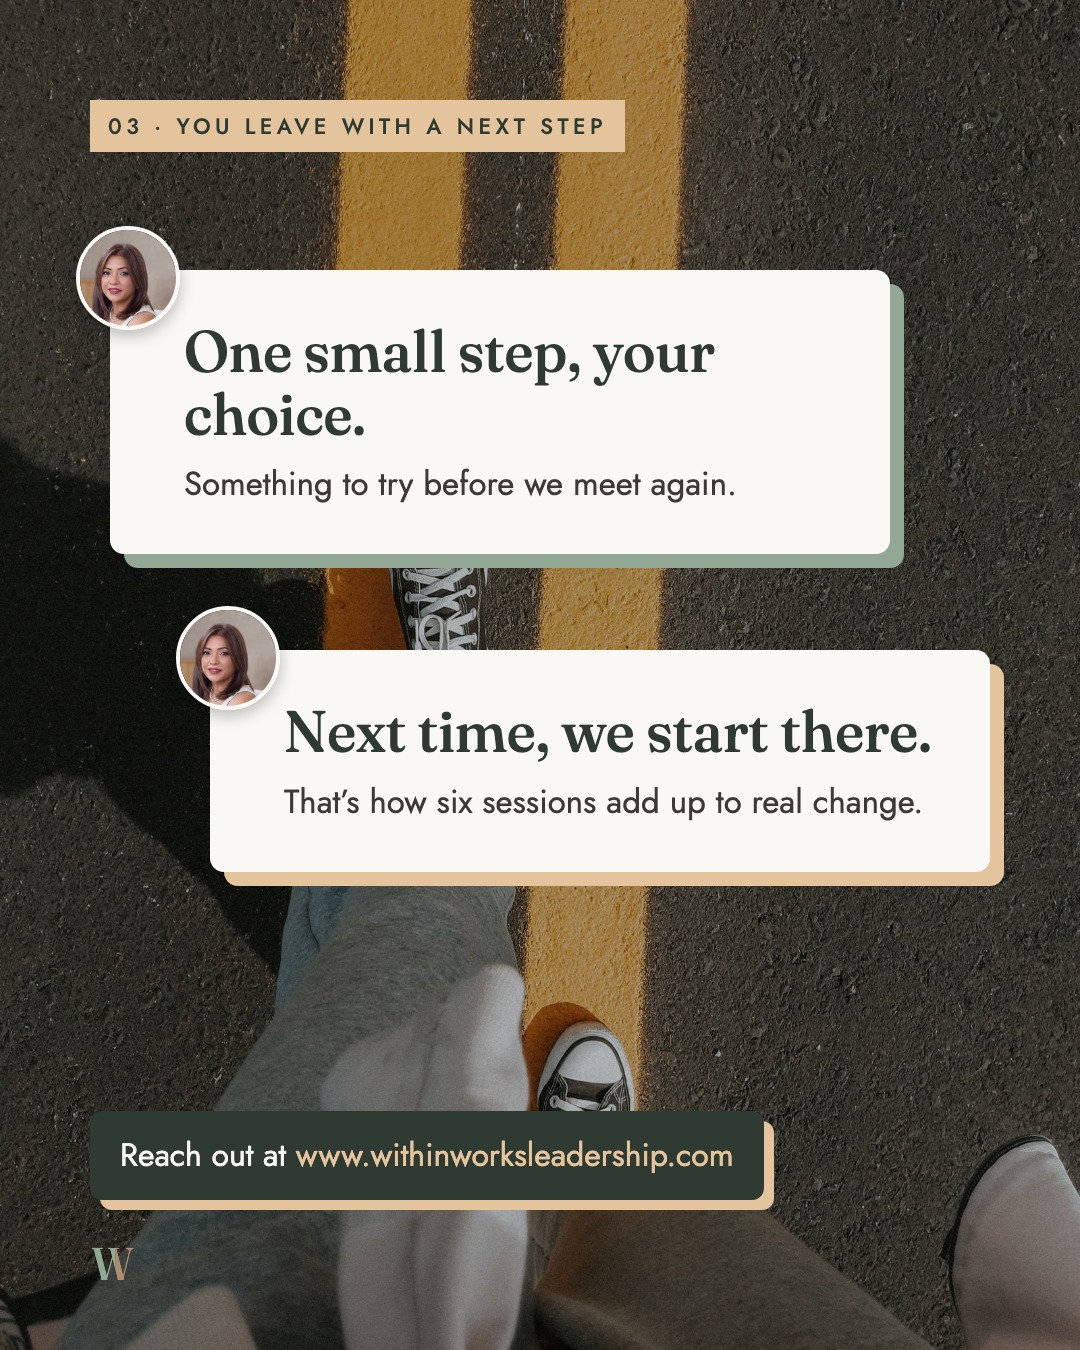 03 · YOU LEAVE WITH A NEXT STEP
One small step, your
choice.
Something to try before we meet again.
Next time, we start there.
That’s how six sessions add up to real change.
Reach out at www.withinworksleadership.com
W